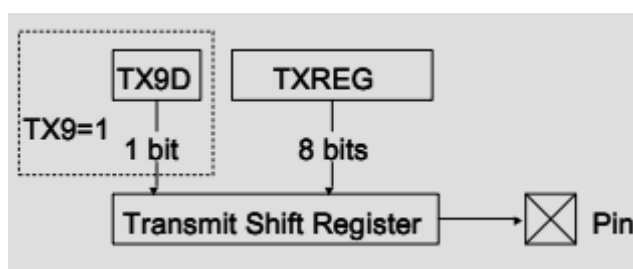 TX9D TXREG
TX9=1
1 bit 8 bits
Transmit Shift Register Pin